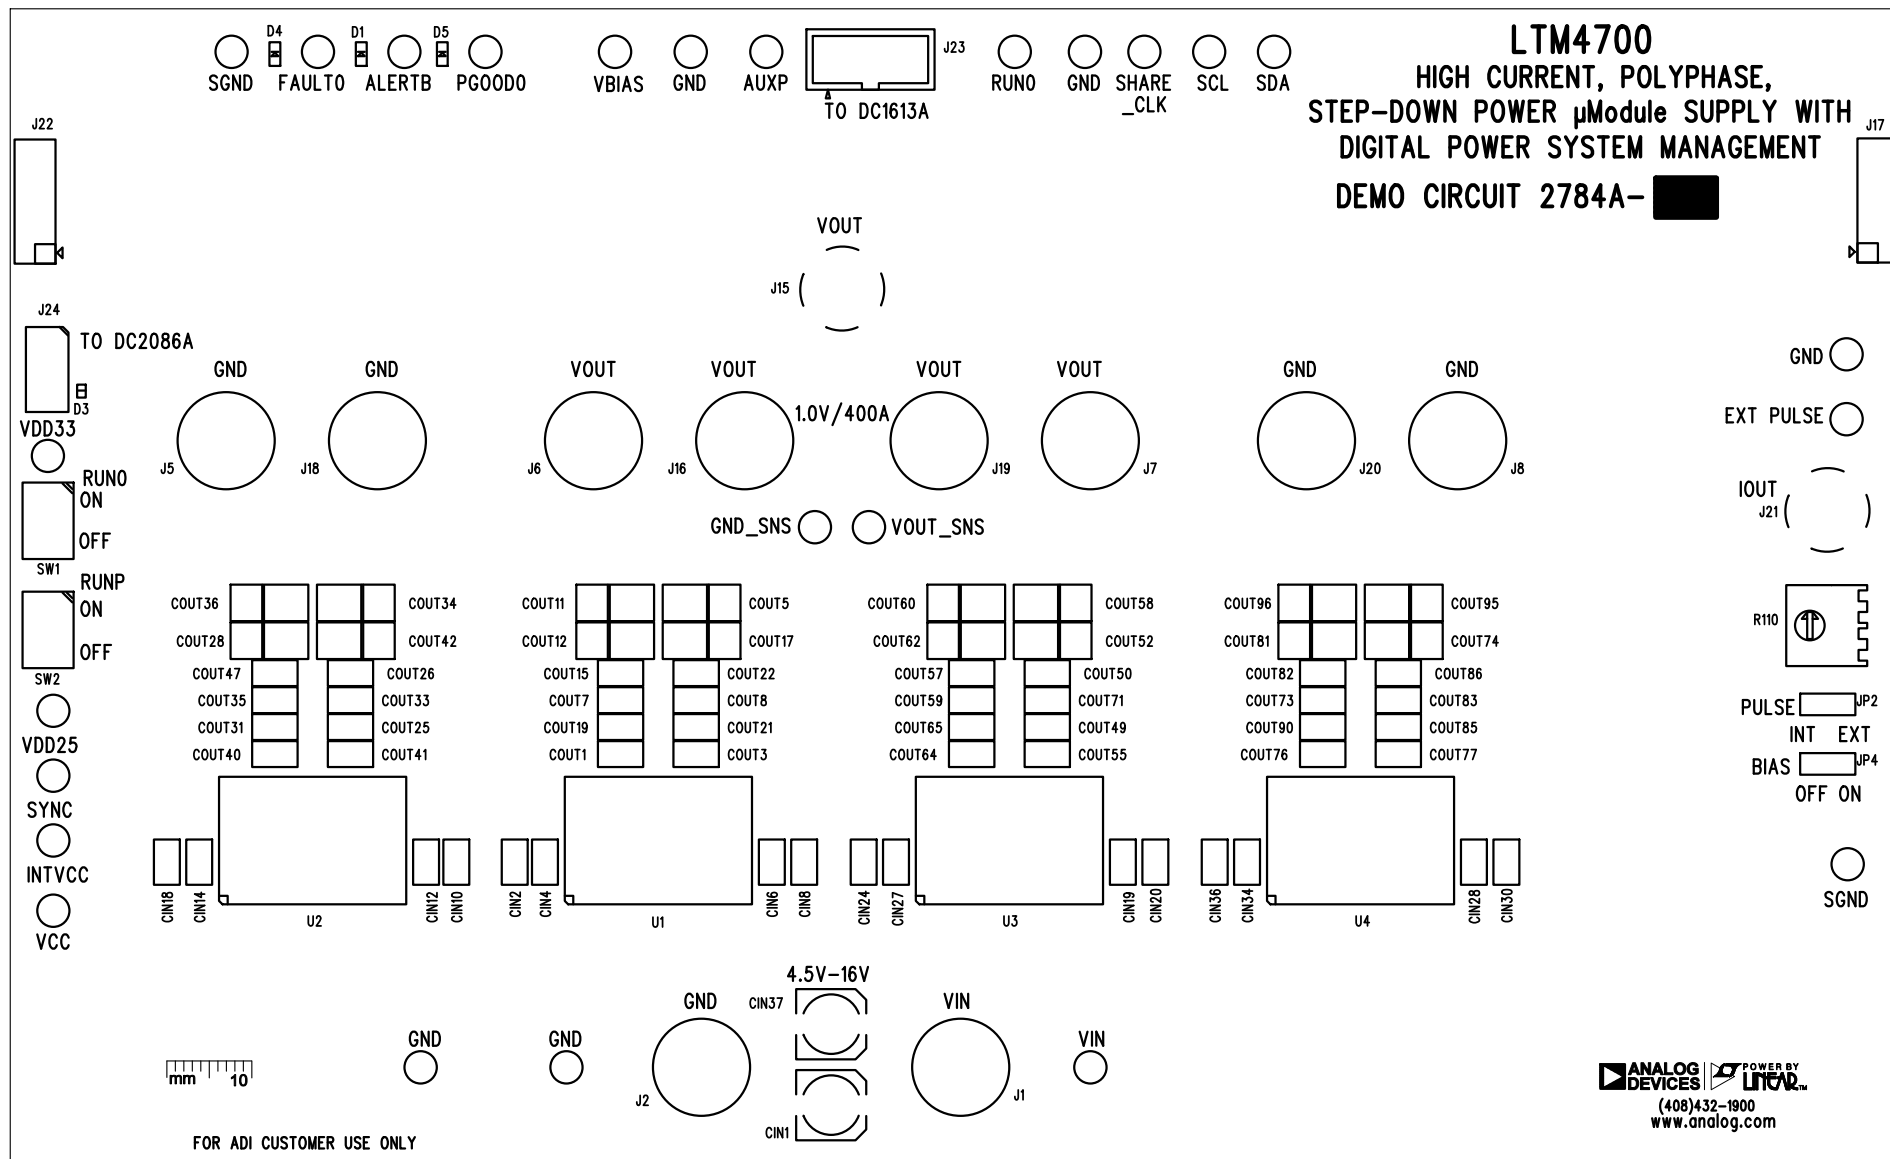 D4
D1
D5
SGND
FAULT0
ALERTB
PGOOD0
VBIAS
GND
AUXP
J23
TO DC1613A
RUN0
GND
SHARE
_CLK
SCL
SDA
LTM4700
HIGH CURRENT, POLYPHASE,
STEP-DOWN POWER µModule SUPPLY WITH
DIGITAL POWER SYSTEM MANAGEMENT
DEMO CIRCUIT 2784A-
J22
J17
VOUT
J15
J24
TO DC2086A
D3
VDD33
GND
GND
VOUT
VOUT
VOUT
VOUT
GND
GND
1.0V/400A
J5
J18
J6
J16
J19
J7
J20
J8
GND
EXT PULSE
IOUT
J21
RUN0
ON
OFF
SW1
RUNP
ON
OFF
SW2
GND_SNS
VOUT_SNS
COUT36
COUT34
COUT11
COUT5
COUT60
COUT58
COUT96
COUT95
COUT28
COUT42
COUT12
COUT17
COUT62
COUT52
COUT81
COUT74
COUT47
COUT26
COUT15
COUT22
COUT57
COUT50
COUT82
COUT86
COUT35
COUT33
COUT7
COUT8
COUT59
COUT71
COUT73
COUT83
COUT31
COUT25
COUT19
COUT21
COUT65
COUT49
COUT90
COUT85
COUT40
COUT41
COUT1
COUT3
COUT64
COUT55
COUT76
COUT77
R110
PULSE
JP2
INT EXT
BIAS
JP4
OFF ON
VDD25
SYNC
INTVCC
VCC
SGND
CIN18
CIN14
U2
CIN12
CIN10
CIN2
CIN4
U1
CIN6
CIN8
CIN24
CIN27
U3
CIN19
CIN20
CIN36
CIN34
U4
CIN28
CIN30
4.5V-16V
CIN37
GND
VIN
GND
GND
VIN
J2
J1
CIN1
mm 10
FOR ADI CUSTOMER USE ONLY
ANALOG
DEVICES
POWER BY
LINEAR™
(408)432-1900
www.analog.com